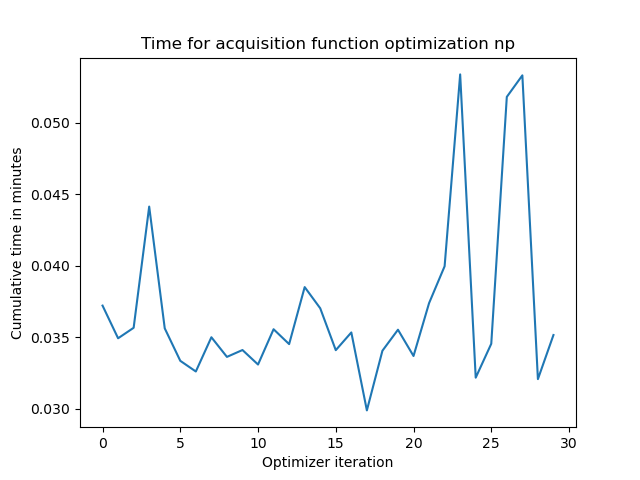 Time for acquisition function optimization np
Cumulative time in minutes
0.050
0.045
0.040
0.035
0.030
0 5 10 15 20 25 30
Optimizer iteration